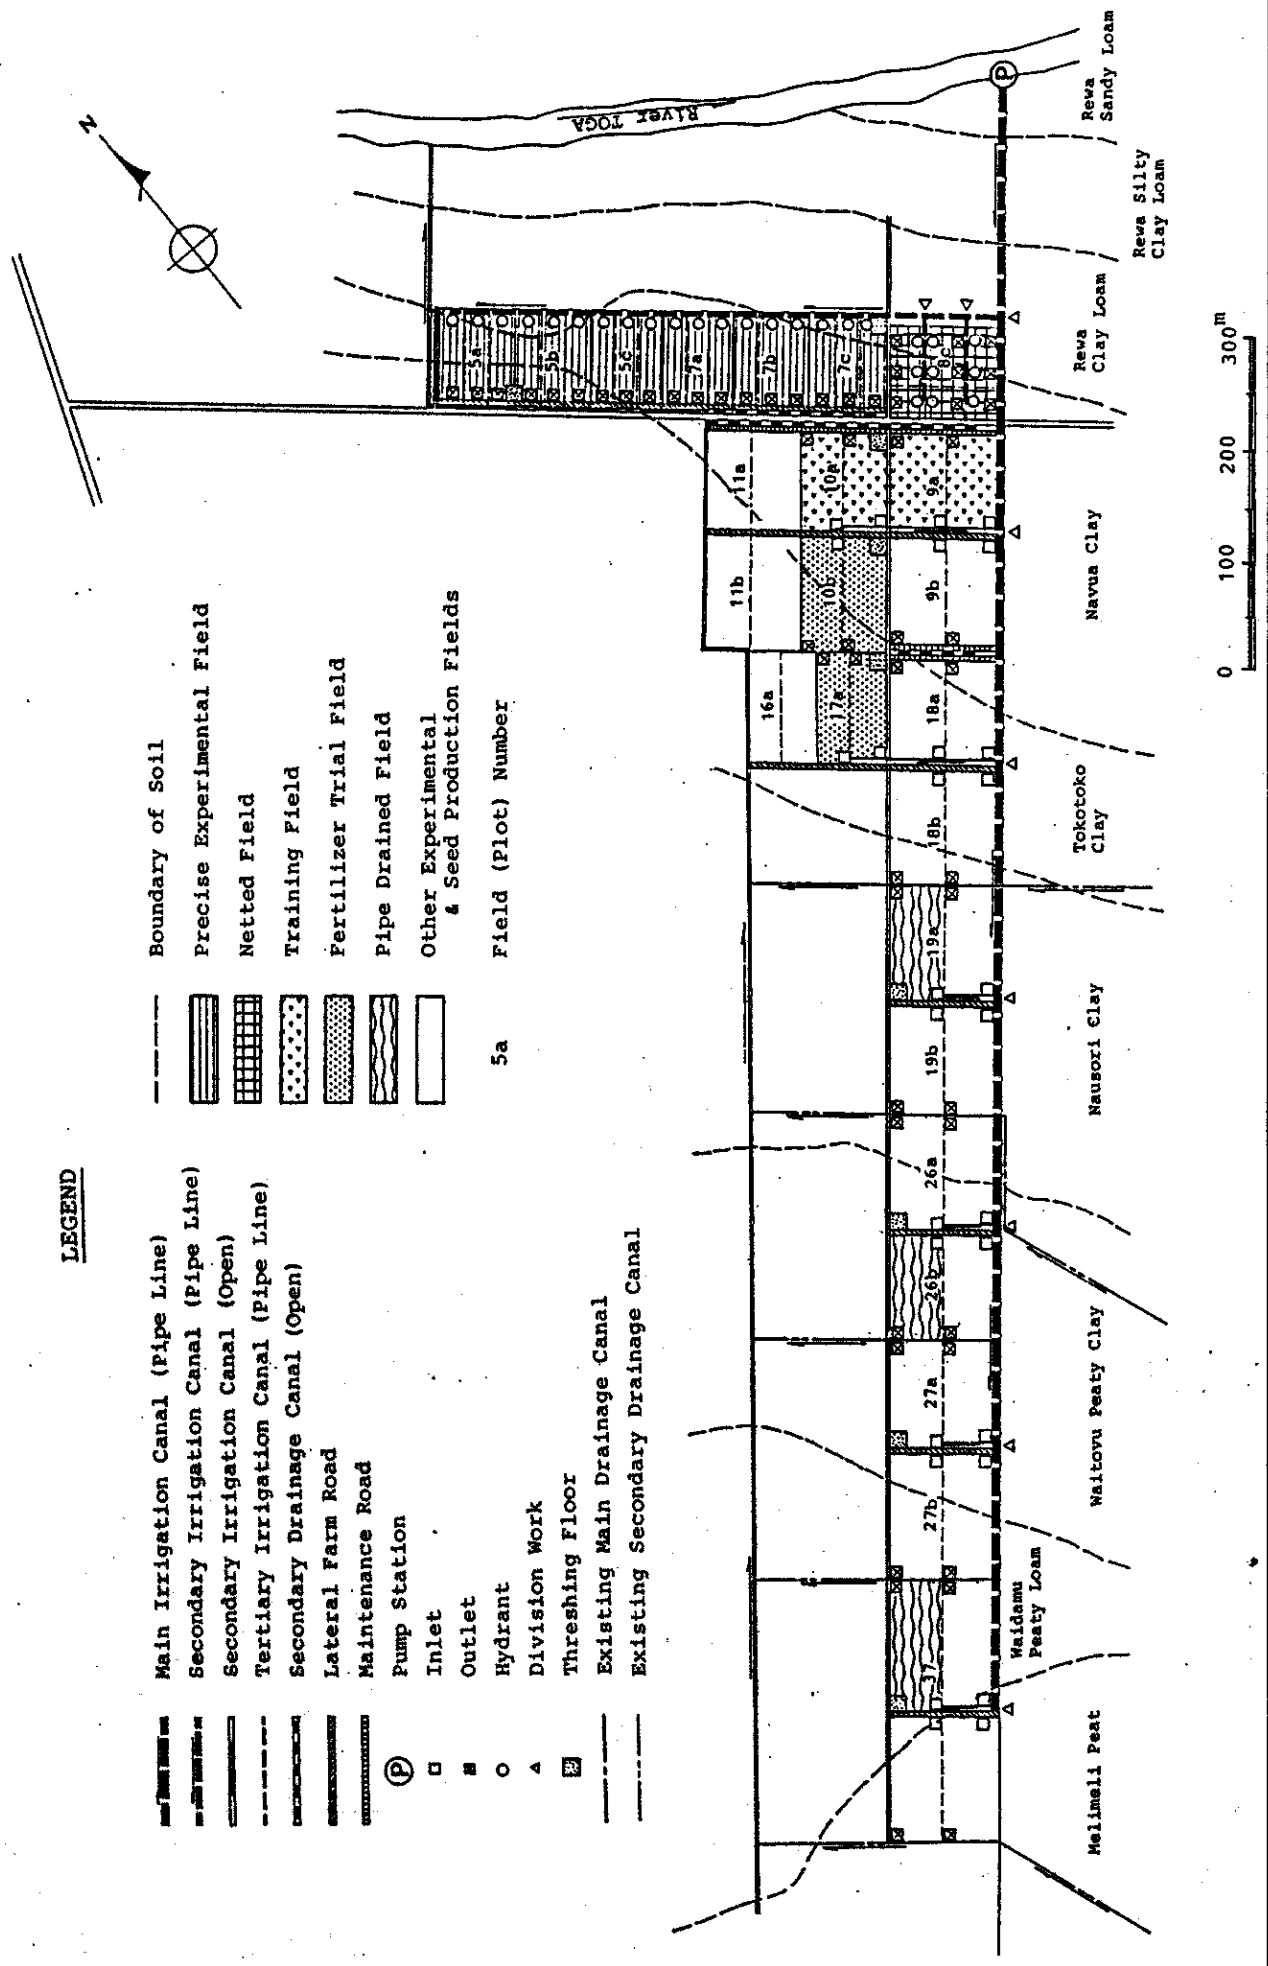 LEGEND
Main Irrigation Canal (Pipe Line)
Secondary Irrigation Canal (Pipe Line)
Secondary Irrigation Canal (Open)
Tertiary Irrigation Canal (Pipe Line)
Secondary Drainage Canal (Open)
Lateral Farm Road
Maintenance Road
P Pump Station
Inlet
Outlet
Hydrant
Division Work
Threshing Floor
Existing Main Drainage Canal
Existing Secondary Drainage Canal
Boundary of Soil
Precise Experimental Field
Netted Field
Training Field
Fertilizer Trial Field
Pipe Drained Field
Other Experimental
& Seed Production Fields
5a Field (Plot) Number
N
River TOGA
P
5a
5b
5c
7a
7b
7c
8c
11a
10a
9a
11b
10b
9b
16a
17a
18a
18b
19a
19b
26a
26b
27a
27b
37
Melimeli Peat
Waidamu
Peaty Loam
Waitovu Peaty Clay
Nausori Clay
Tokotoko
Clay
Navua Clay
Rewa
Clay Loam
Rewa Silty
Clay Loam
Rewa
Sandy Loam
0 100 200 300m